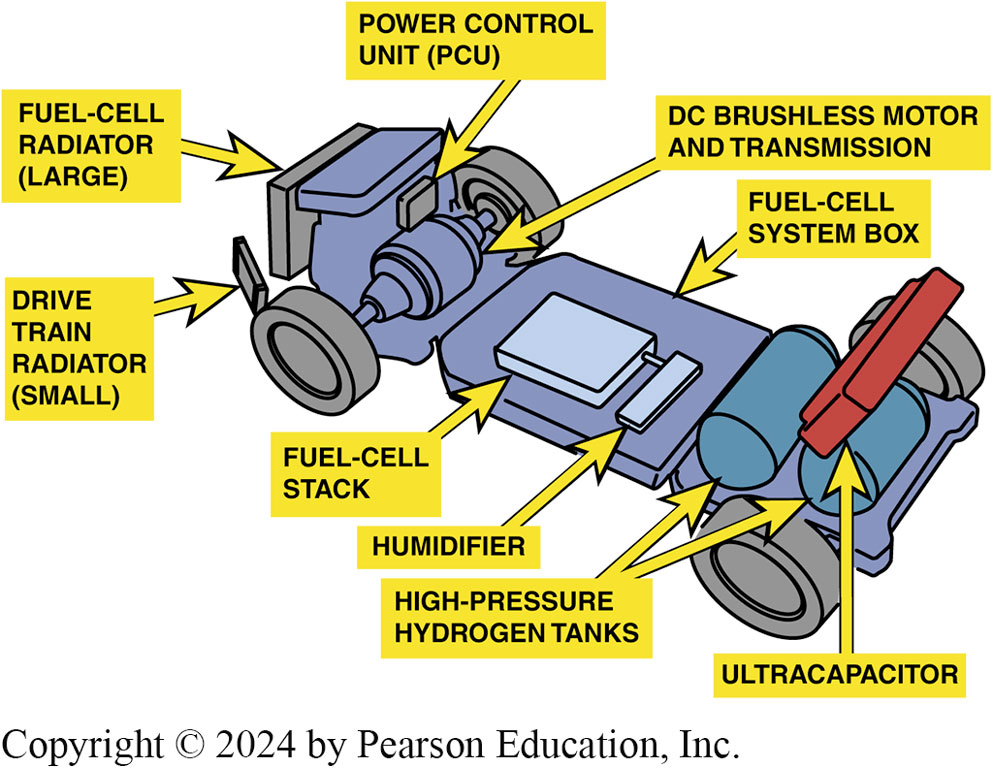 POWER CONTROL
UNIT (PCU)
FUEL-CELL
RADIATOR
(LARGE)
DC BRUSHLESS MOTOR
AND TRANSMISSION
FUEL-CELL
SYSTEM BOX
DRIVE
TRAIN
RADIATOR
(SMALL)
FUEL-CELL
STACK
HUMIDIFIER
HIGH-PRESSURE
HYDROGEN TANKS
ULTRACAPACITOR
Copyright © 2024 by Pearson Education, Inc.